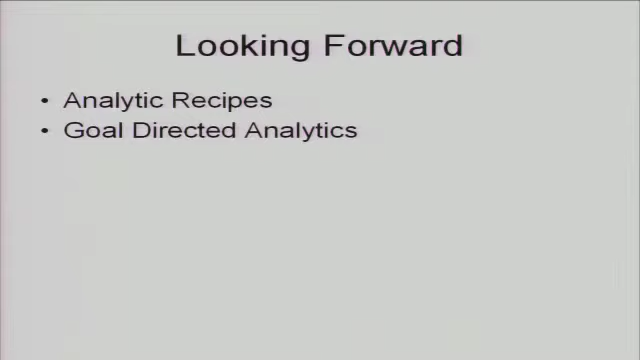 Looking Forward
• Analytic Recipes
• Goal Directed Analytics